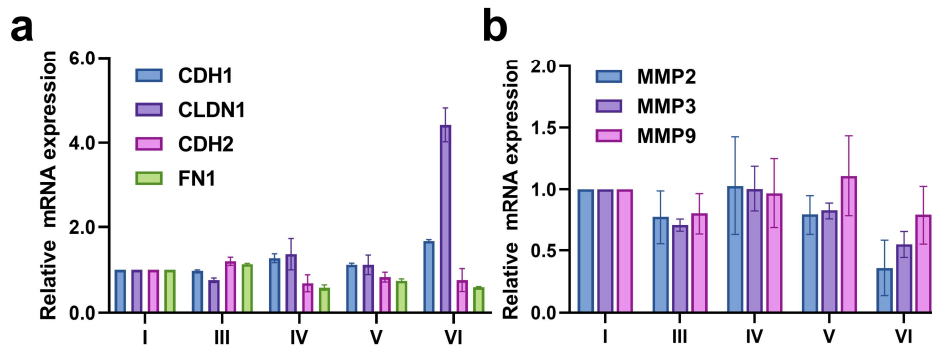 a
Relative mRNA expression
6.0
4.0
2.0
0.0
CDH1
CLDN1
CDH2
FN1
I III IV V VI
b
Relative mRNA expression
2.0
1.5
1.0
0.5
0.0
MMP2
MMP3
MMP9
I III IV V VI